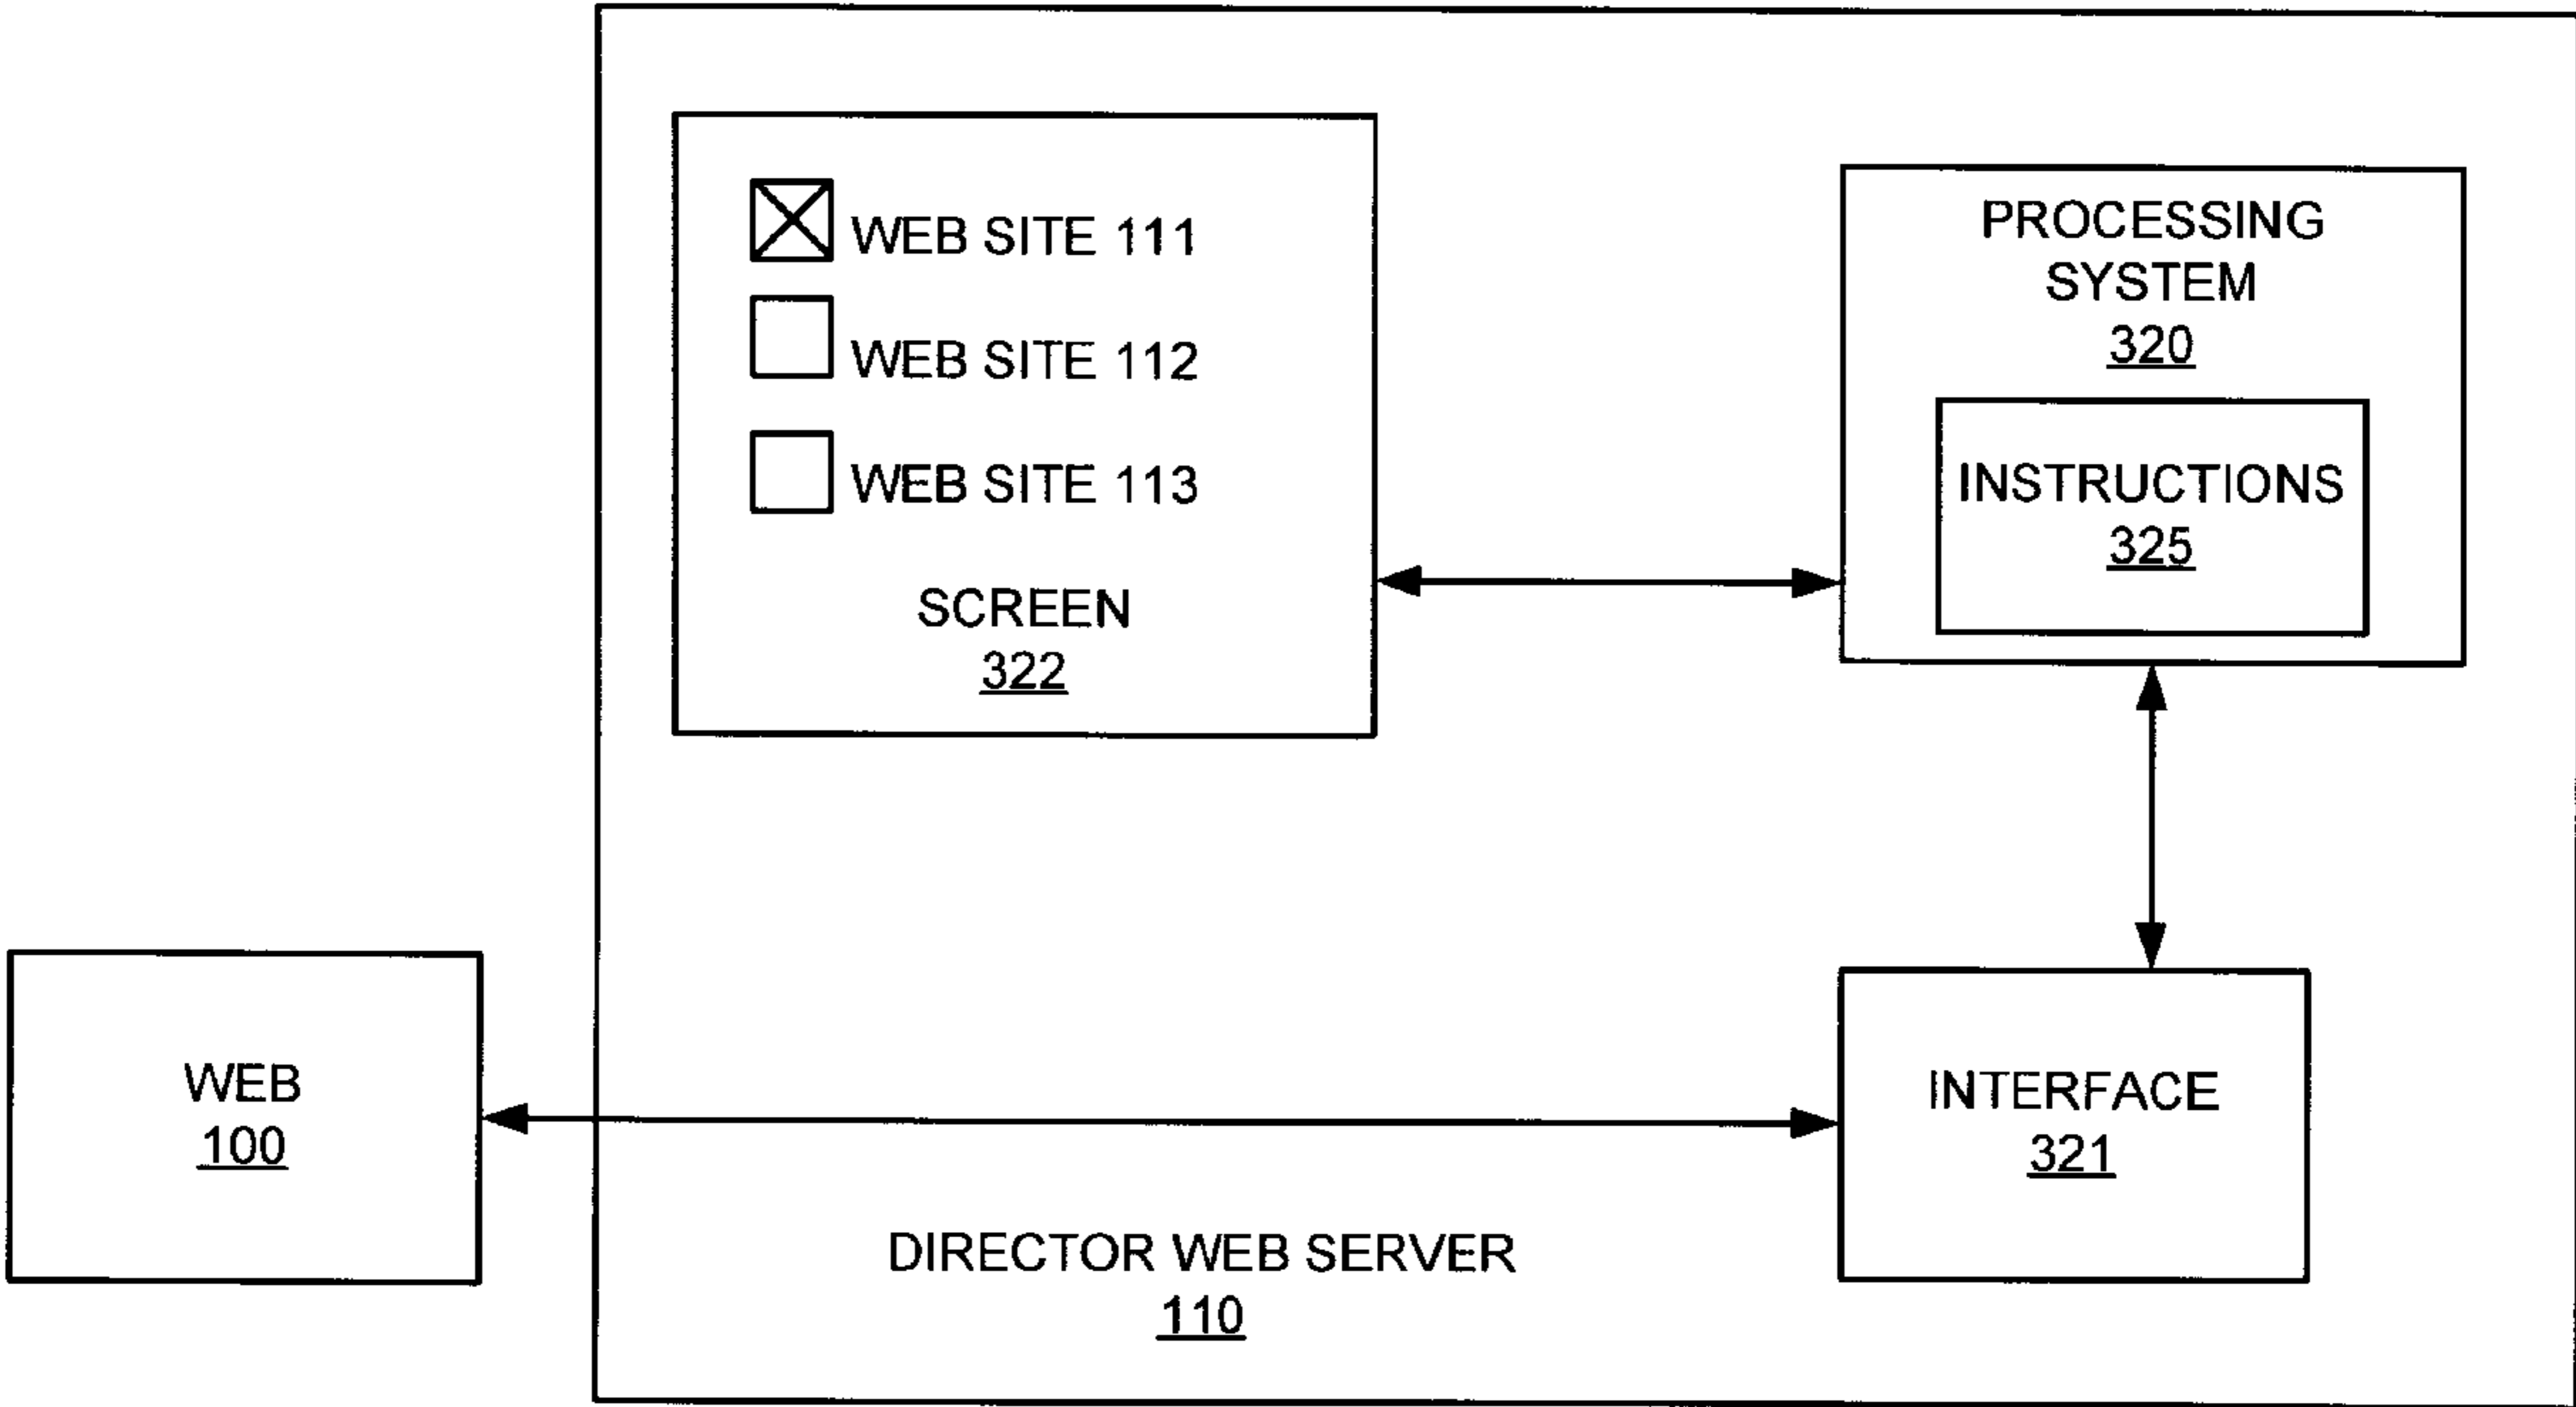 WEB SITE 111
WEB SITE 112
WEB SITE 113
SCREEN
322
PROCESSING
SYSTEM
320
INSTRUCTIONS
325
WEB
100
INTERFACE
321
DIRECTOR WEB SERVER
110